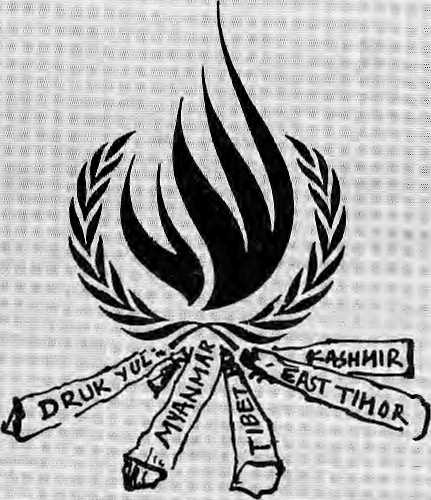 DRUK YUL
MYANMAR
TIBET
EAST TIMOR
KASHMIR